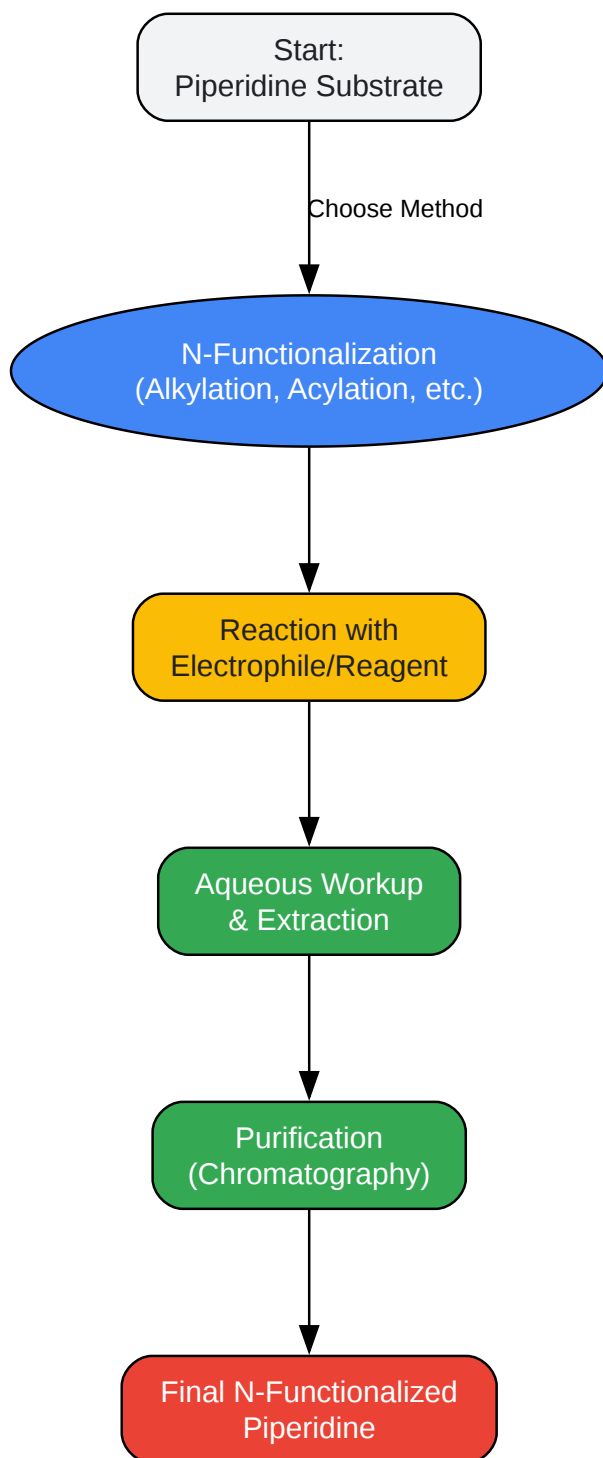 Start:
Piperidine Substrate
Choose Method
N-Functionalization
(Alkylation, Acylation, etc.)
Reaction with
Electrophile/Reagent
Aqueous Workup
& Extraction
Purification
(Chromatography)
Final N-Functionalized
Piperidine